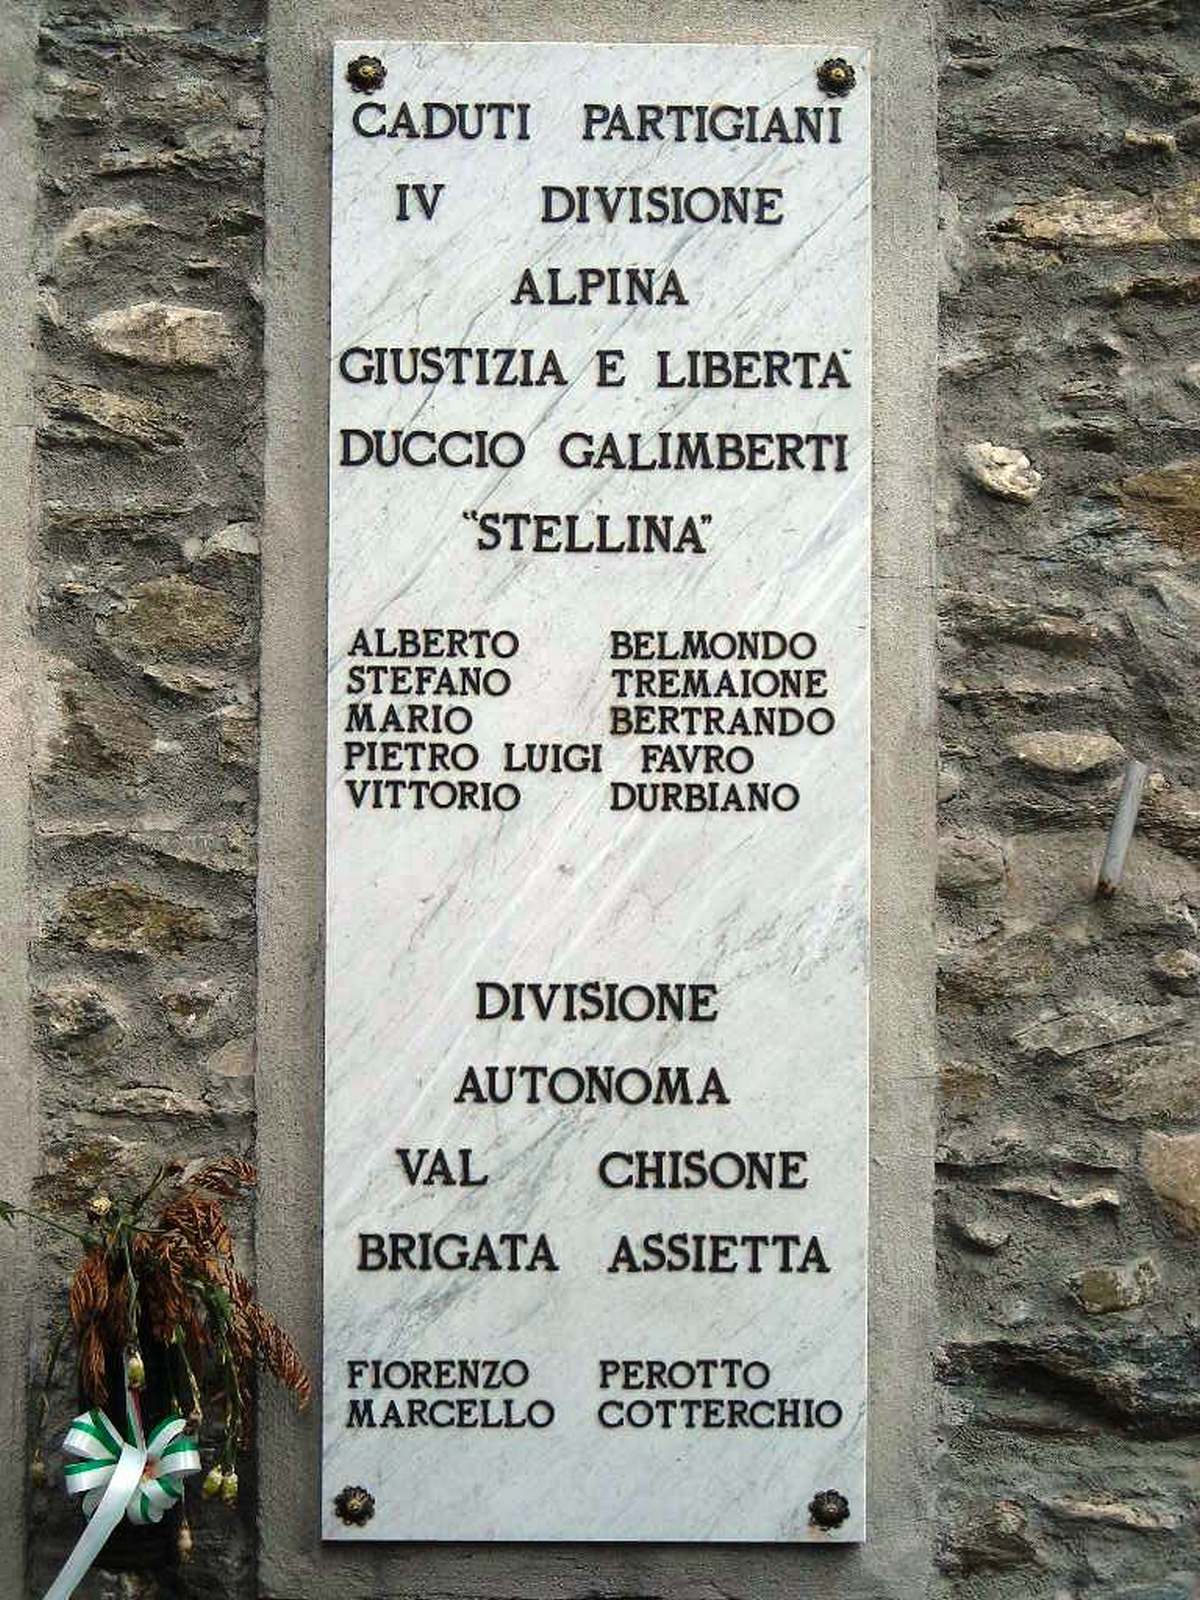 CADUTI PARTIGIANI
IV DIVISIONE
ALPINA
GIUSTIZIA E LIBERTÀ
DUCCIO GALIMBERTI
"STELLINA"
ALBERTO BELMONDO
STEFANO TREMAIONE
MARIO BERTRANDO
PIETRO LUIGI FAVRO
VITTORIO DURBIANO
DIVISIONE
AUTONOMA
VAL CHISONE
BRIGATA ASSIETTA
FIORENZO PEROTTO
MARCELLO COTTERCHIO